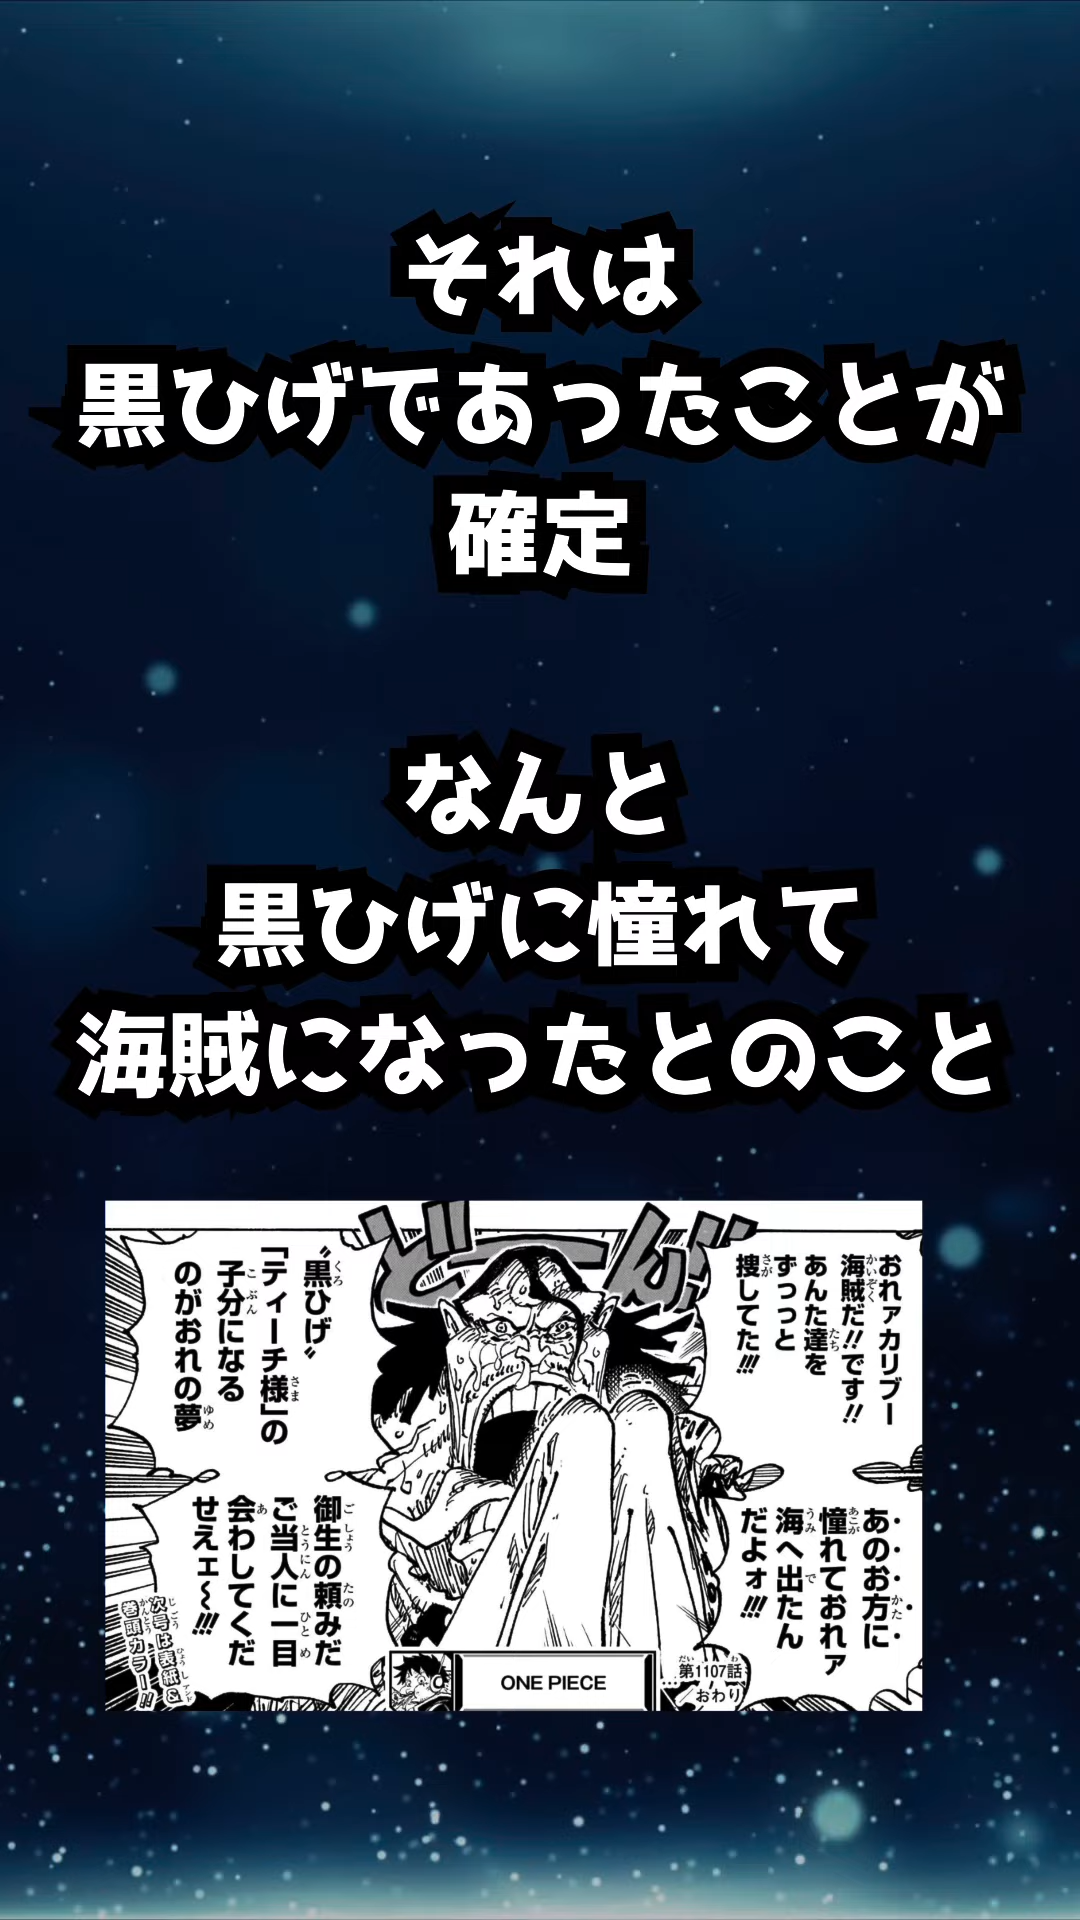 それは
黒ひげであったことが
確定
なんと
黒ひげに憧れて
海賊になったとのこと
どーん!!
おれァカリブー
海賊だ!!です!!
あんた達を
ずっっと
捜してた!!!
あのお方に
憧れておれァ
海へ出たん
だよォ!!!
〝黒ひげ〟
「ティーチ様」の
子分になる
のがおれの夢
御生の頼みだ
ご当人に一目
会わしてくだ
せえェ〜!!!
次号は表紙&
巻頭カラー!!
ONE PIECE
第1107話
おわり